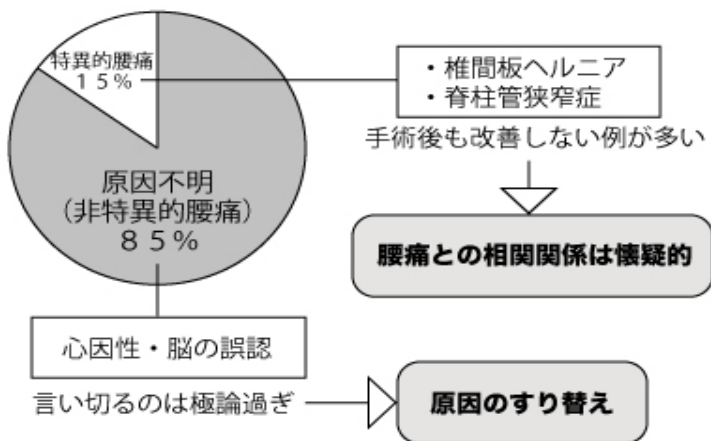 特異的腰痛
１５%
・椎間板ヘルニア
・脊柱管狭窄症
手術後も改善しない例が多い
原因不明
(非特異的腰痛)
８５%
腰痛との相関関係は懐疑的
心因性・脳の誤認
言い切るのは極論過ぎ
原因のすり替え